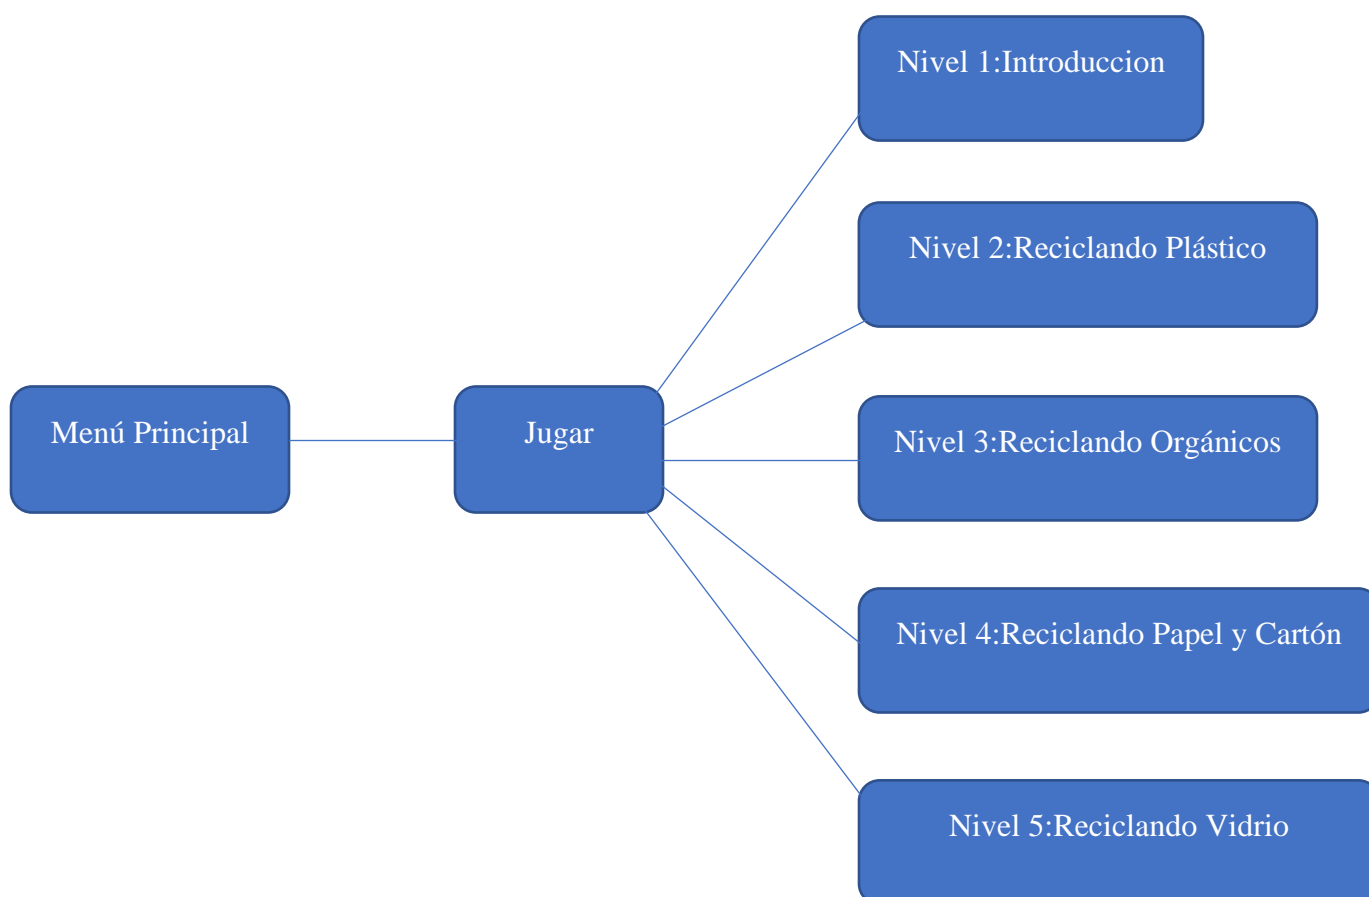 Nivel 1:Introduccion
Nivel 2:Reciclando Plástico
Menú Principal
Jugar
Nivel 3:Reciclando Orgánicos
Nivel 4:Reciclando Papel y Cartón
Nivel 5:Reciclando Vidrio